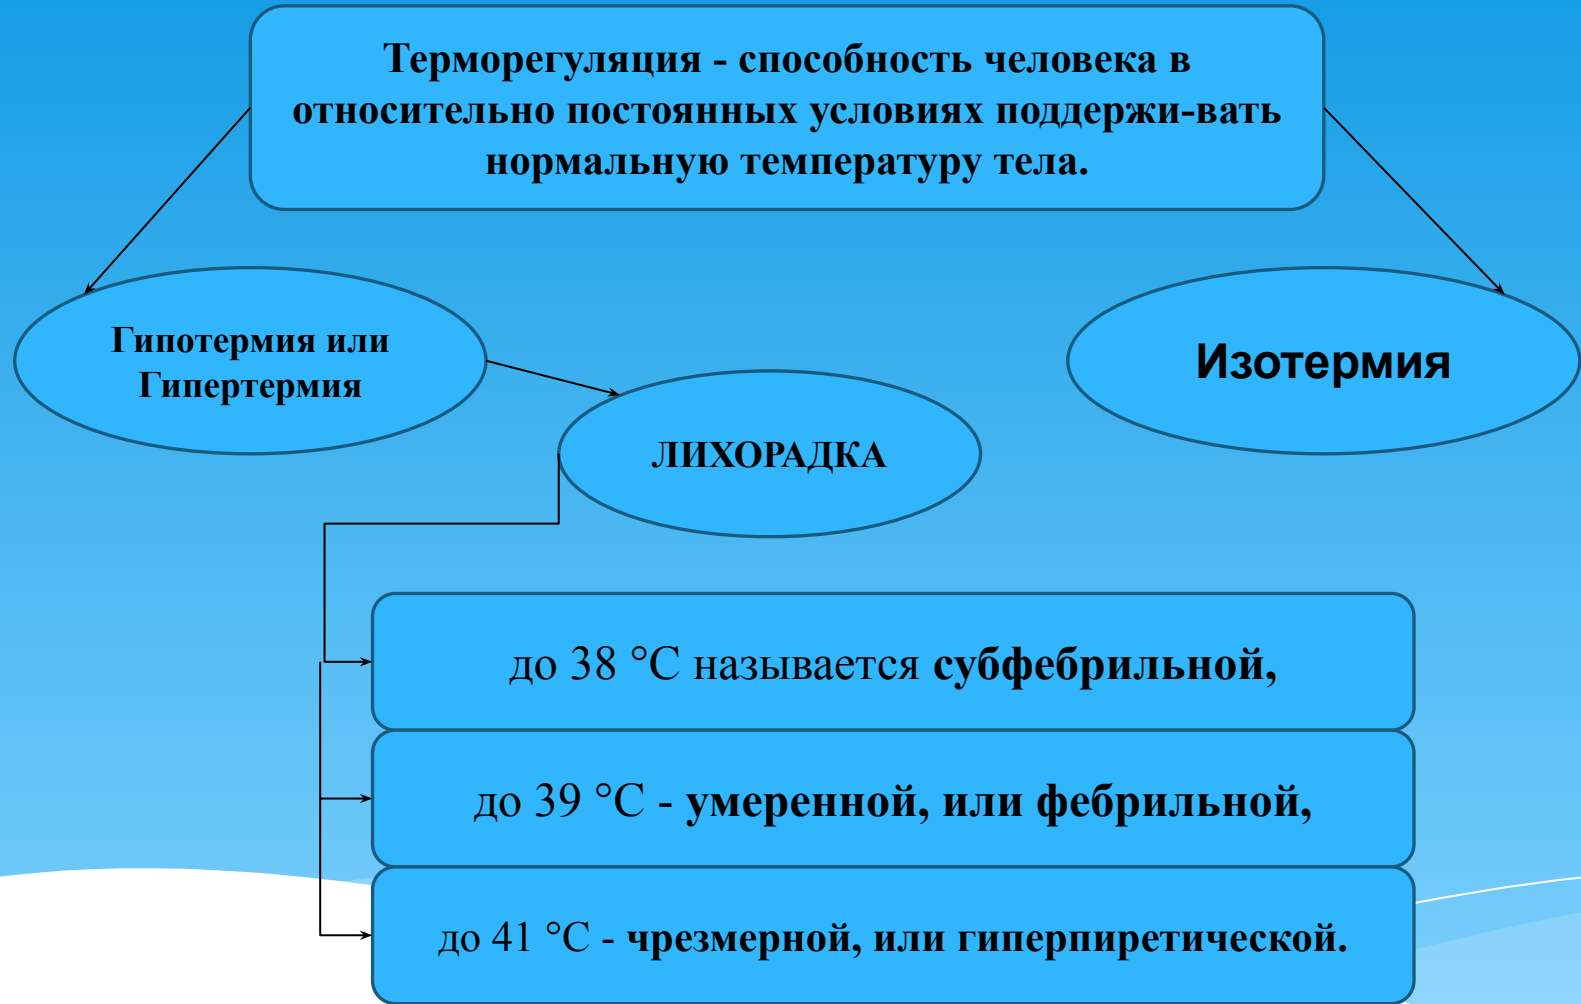 Терморегуляция - способность человека в
относительно постоянных условиях поддержи-вать
нормальную температуру тела.
Гипотермия или
Гипертермия
Изотермия
ЛИХОРАДКА
до 38 °С называется субфебрильной,
до 39 °С - умеренной, или фебрильной,
до 41 °С - чрезмерной, или гиперпиретической.